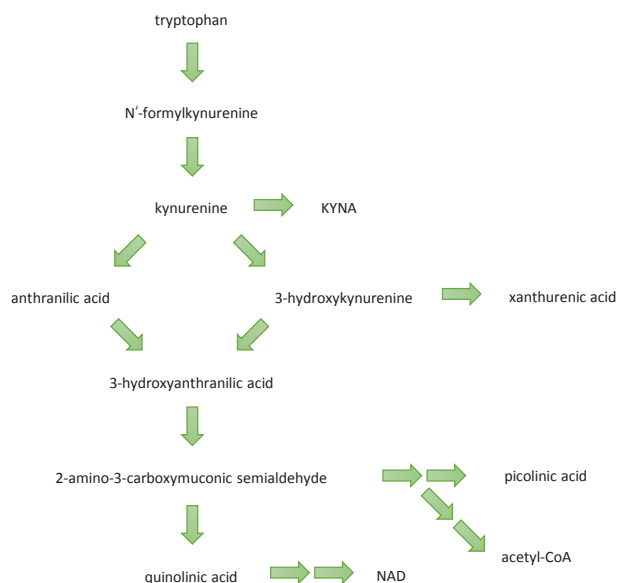 tryptophan
N′-formylkynurenine
kynurenine
KYNA
anthranilic acid
3-hydroxykynurenine
xanthurenic acid
3-hydroxyanthranilic acid
2-amino-3-carboxymuconic semialdehyde
picolinic acid
acetyl-CoA
quinolinic acid
NAD